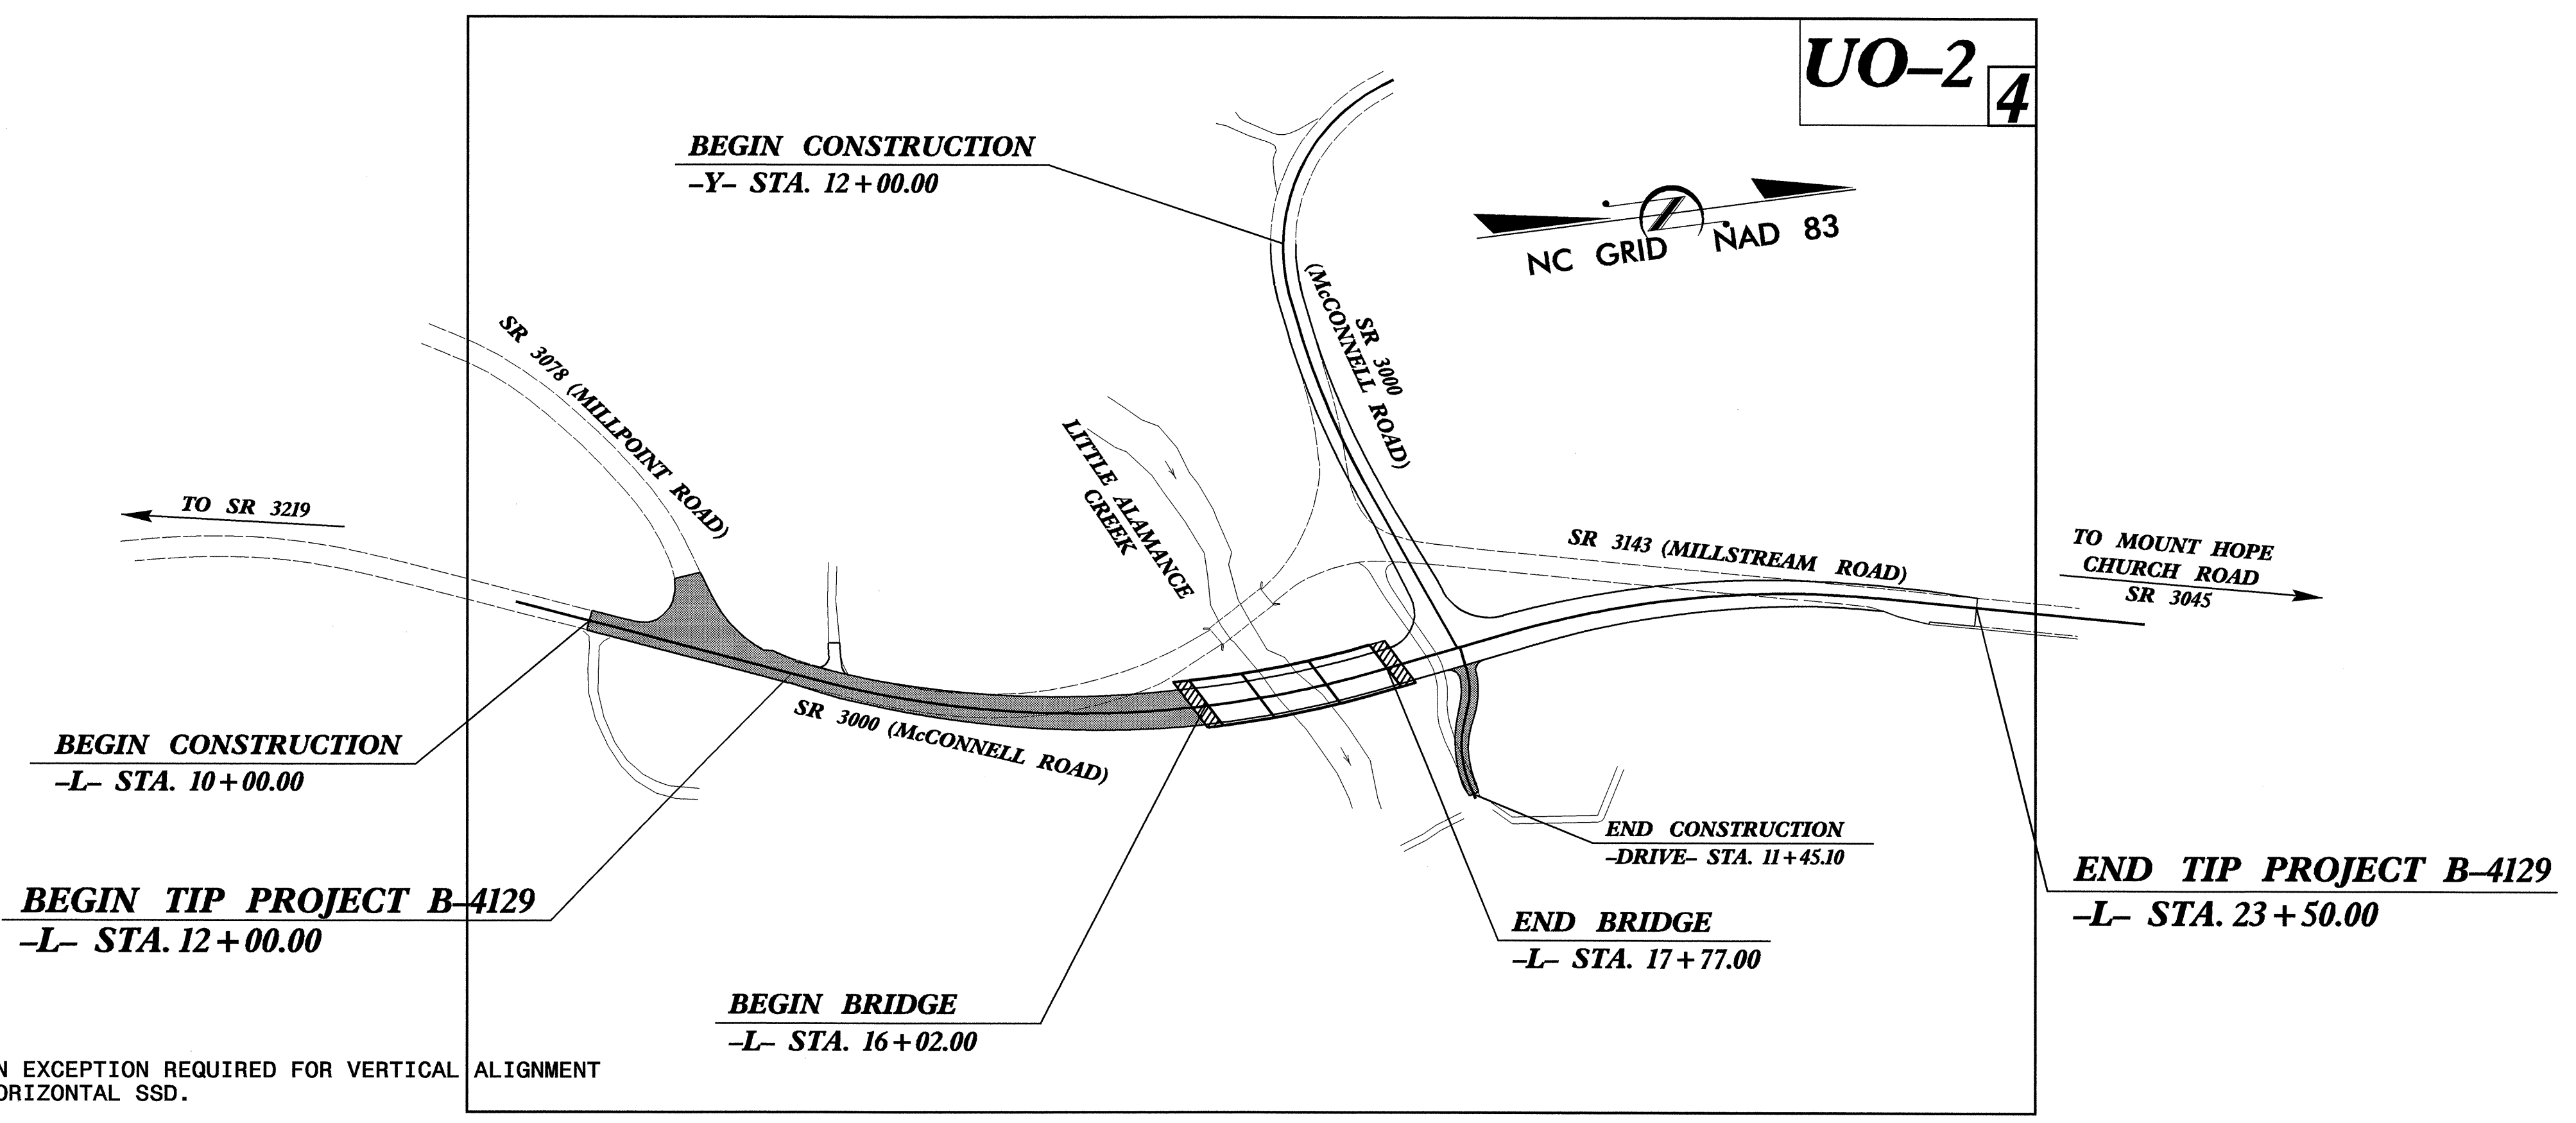 UO–2
4
BEGIN CONSTRUCTION
–Y– STA. 12+00.00
NC GRID NAD 83
SR 3078 (MILLPOINT ROAD)
SR 3000
(McCONNELL ROAD)
LITTLE ALAMANCE
CREEK
TO SR 3219
SR 3143 (MILLSTREAM ROAD)
TO MOUNT HOPE
CHURCH ROAD
SR 3045
SR 3000 (McCONNELL ROAD)
BEGIN CONSTRUCTION
–L– STA. 10+00.00
END CONSTRUCTION
–DRIVE– STA. 11+45.10
BEGIN TIP PROJECT B–4129
–L– STA. 12+00.00
END TIP PROJECT B–4129
–L– STA. 23+50.00
END BRIDGE
–L– STA. 17+77.00
BEGIN BRIDGE
–L– STA. 16+02.00
N EXCEPTION REQUIRED FOR VERTICAL ALIGNMENT
ORIZONTAL SSD.